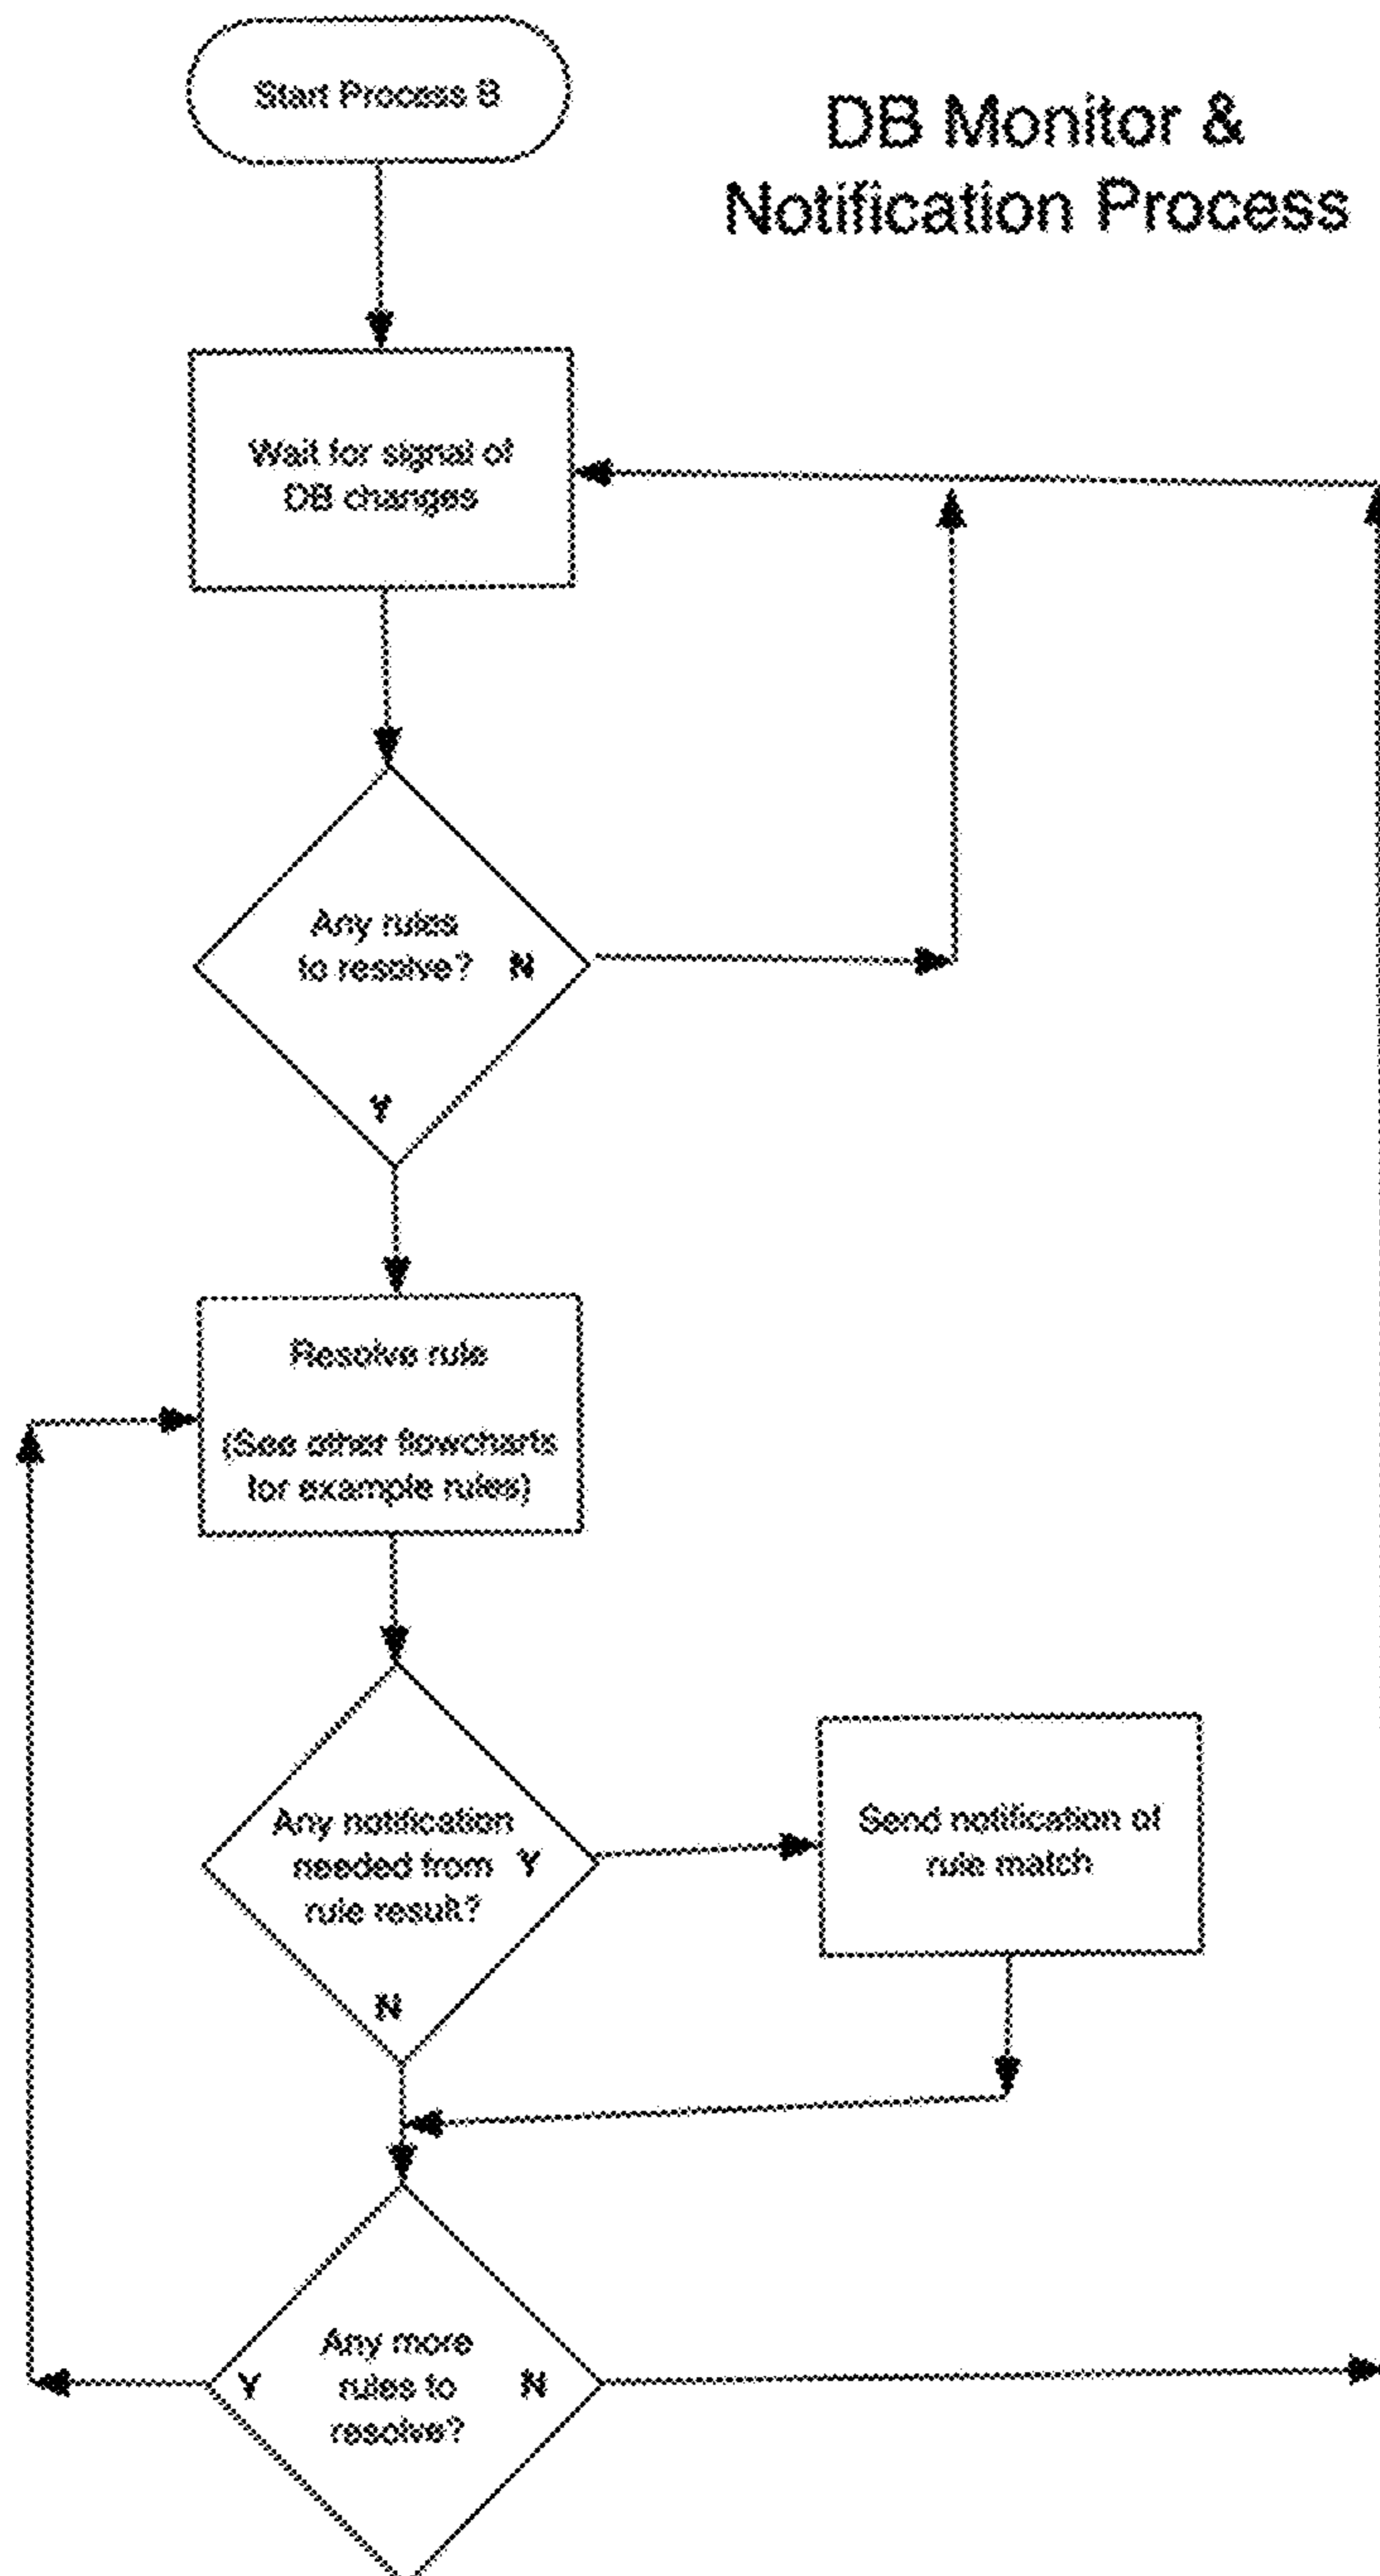 Start Process B
DB Monitor &
Notification Process
Wait for signal of
DB changes
Any rules
to resolve?
N
Y
Resolve rule
(See other flowcharts
for example rules)
Any notification
needed from
rule result?
Y
N
Send notification of
rule match
Any more
rules to
resolve?
Y
N